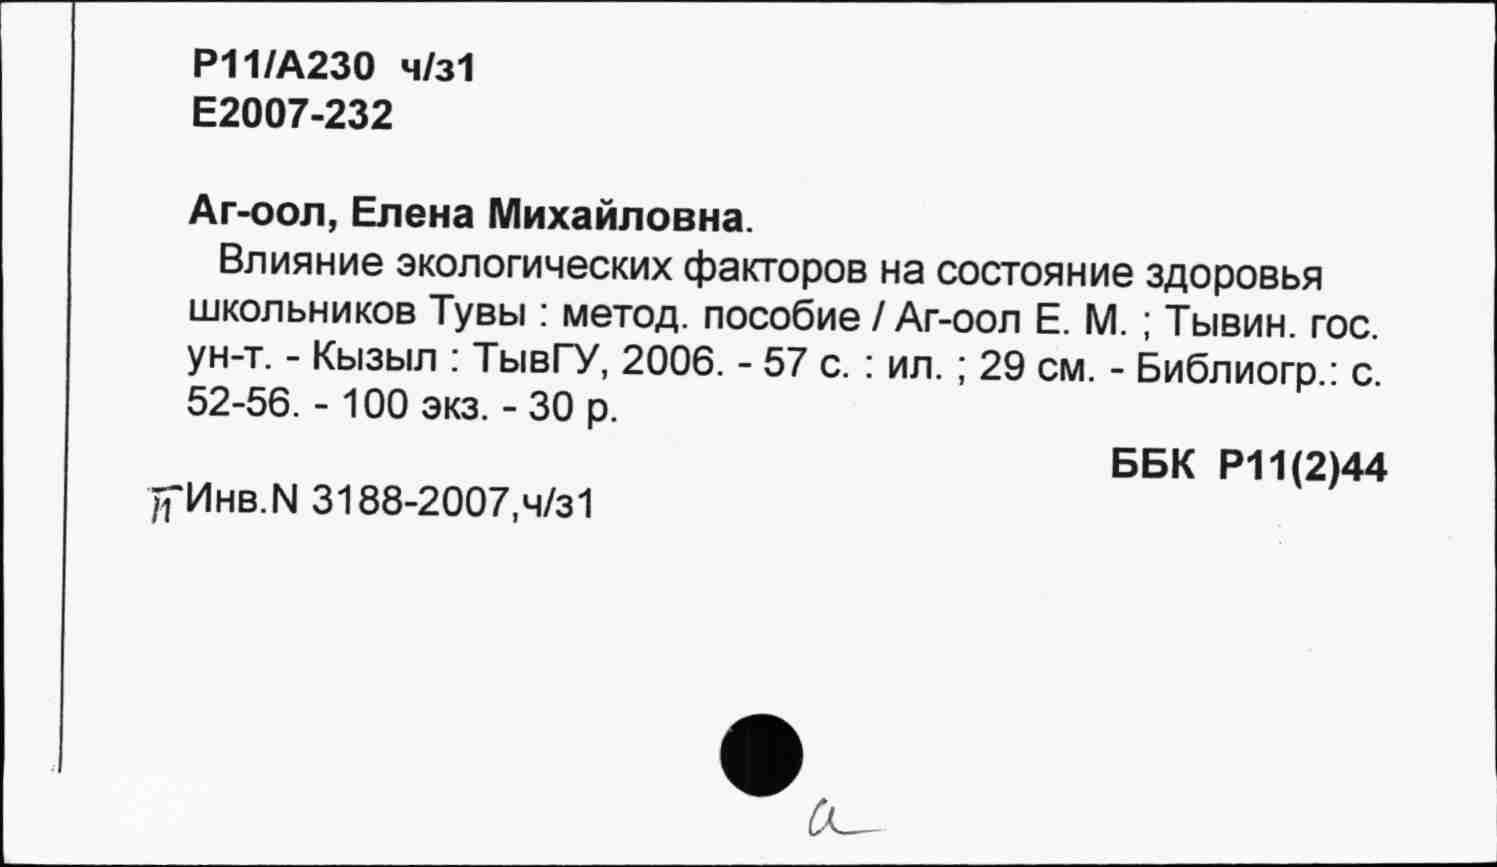 Р11/А230 ч/з1
Е2007-232
Аг-оол, Елена Михайловна.
Влияние экологических факторов на состояние здоровья
школьников Тувы : метод. пособие / Аг-оол Е. М. ; Тывин. гос.
ун-т. - Кызыл : ТывГУ, 2006. - 57 с. : ил. ; 29 см. - Библиогр.: с.
52-56. - 100 экз. - 30 р.
ББК Р11(2)44
Инв.N 3188-2007,ч/з1
а